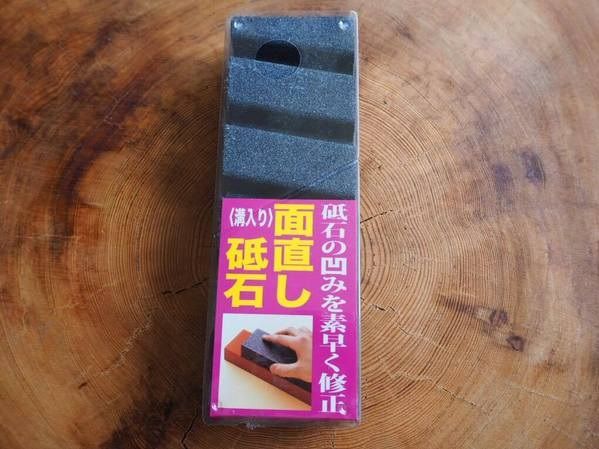 砥石の凹みを素早く修正
面直し
砥石
〈溝入り〉